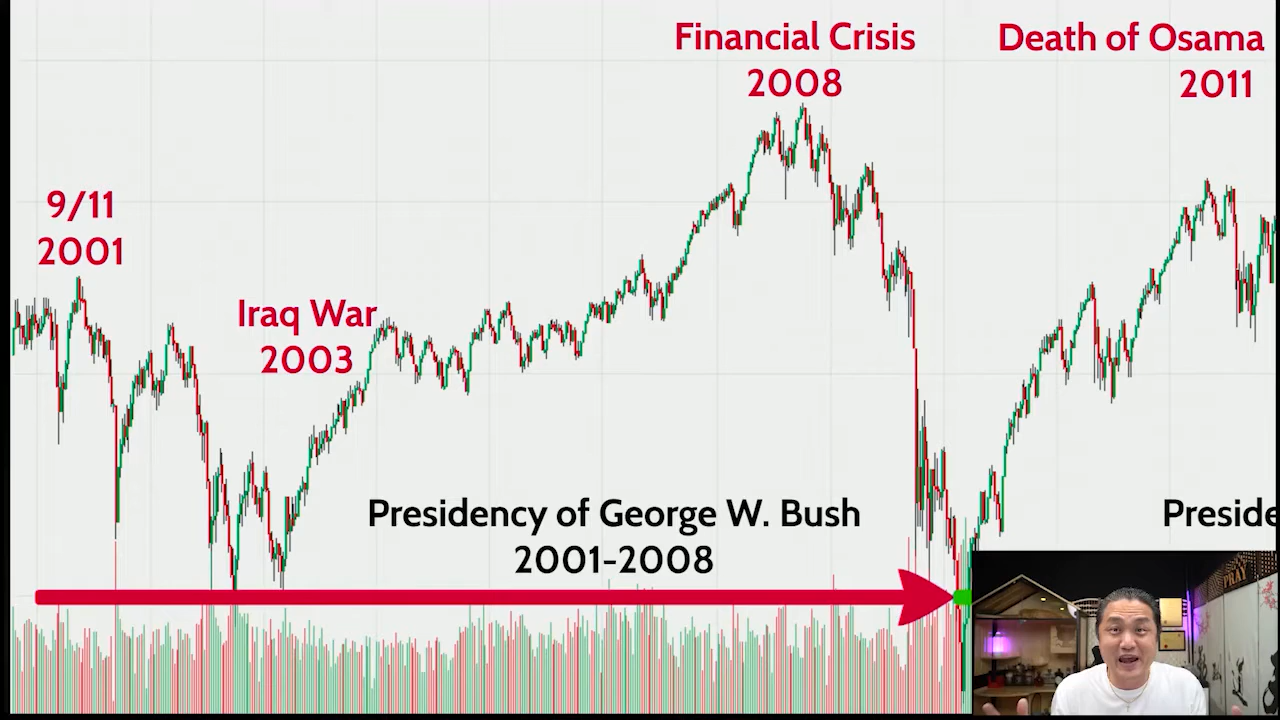 Financial Crisis
2008
Death of Osama
2011
9/11
2001
Iraq War
2003
Presidency of George W. Bush
2001-2008
Preside
PRAY